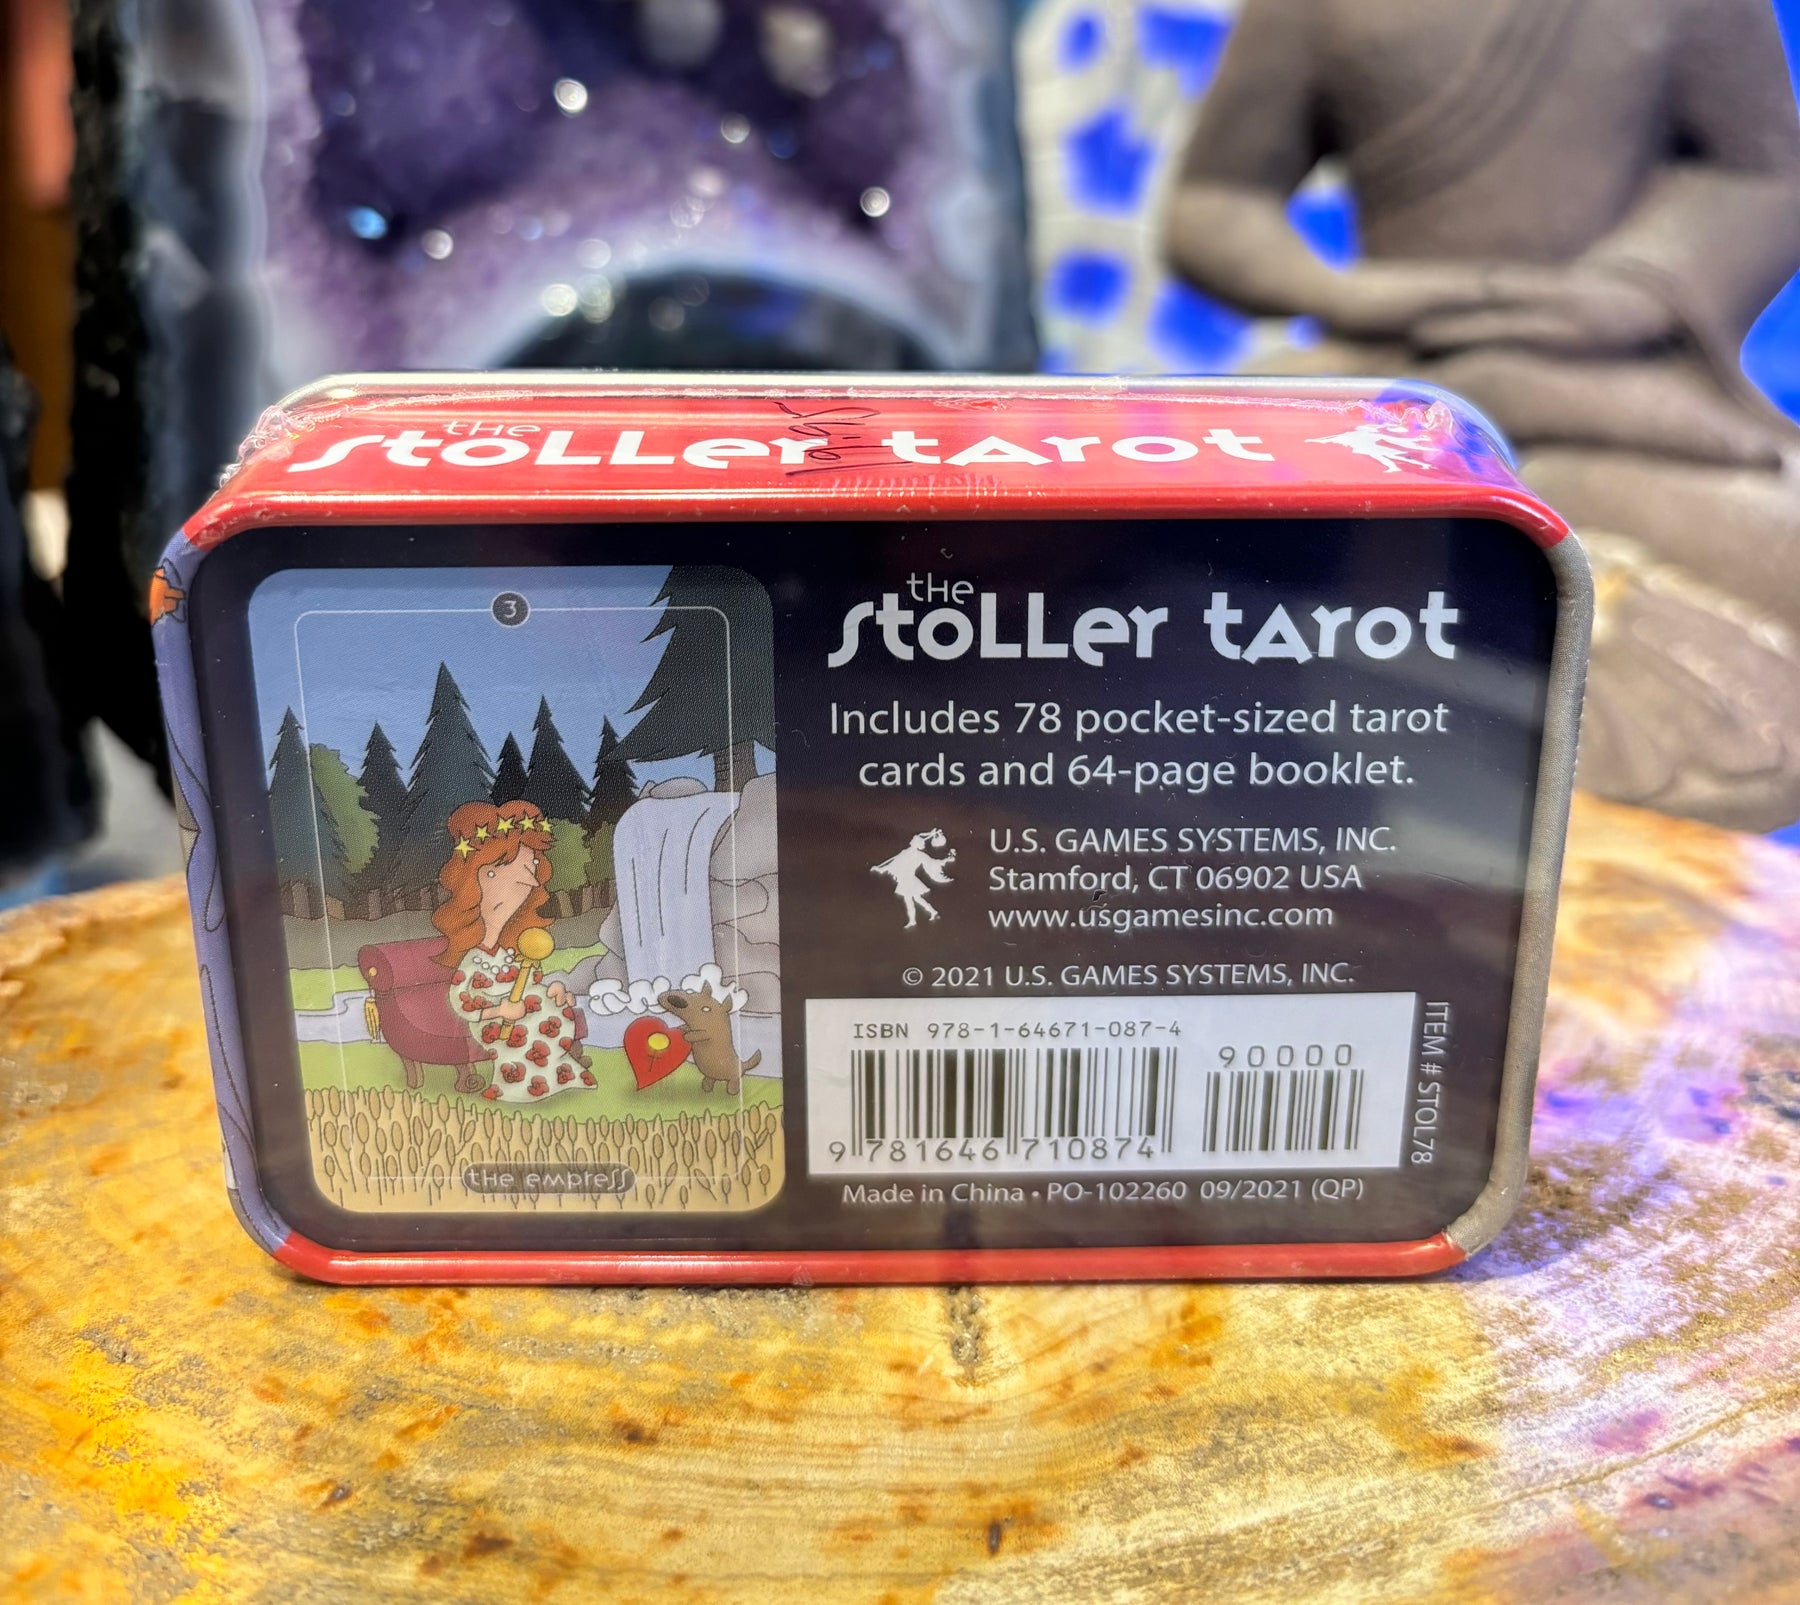 the
stoller tarot
3
the empress
the
stoller tarot
Includes 78 pocket-sized tarot
cards and 64-page booklet.
U.S. GAMES SYSTEMS, INC.
Stamford, CT 06902 USA
www.usgamesinc.com
© 2021 U.S. GAMES SYSTEMS, INC.
ISBN 978-1-64671-087-4
90000
9 781646 710874
ITEM # STOL78
Made in China • PO-102260 09/2021 (QP)